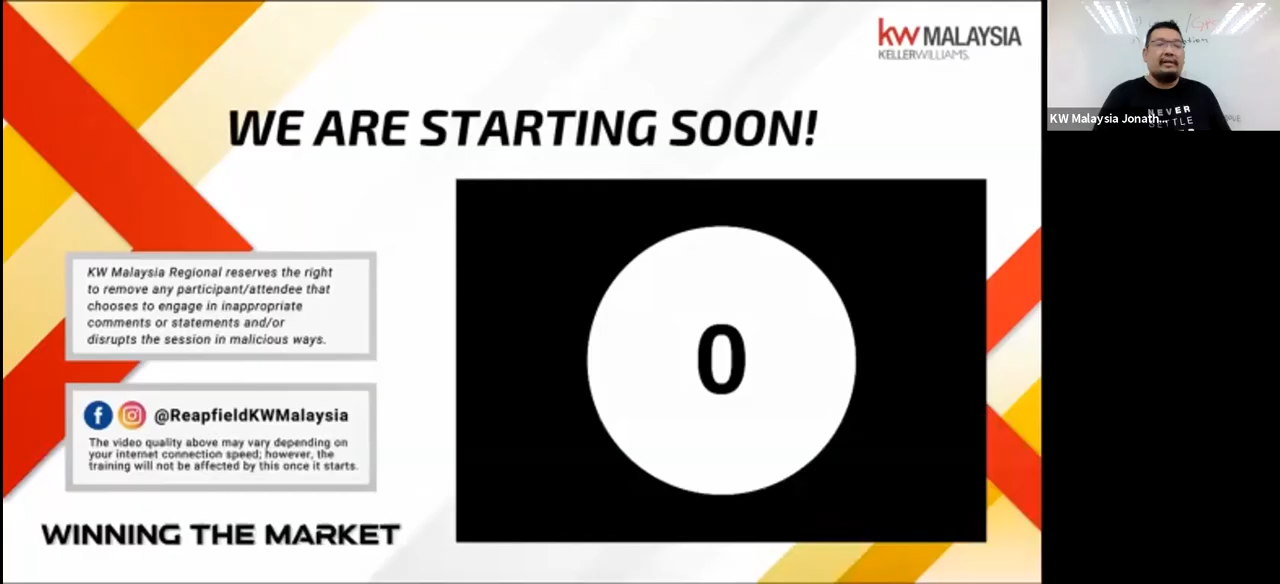 kw MALAYSIA
KELLERWILLIAMS.
WE ARE STARTING SOON!
KW Malaysia Regional reserves the right
to remove any participant/attendee that
chooses to engage in inappropriate
comments or statements and/or
disrupts the session in malicious ways.
@ReapfieldKWMalaysia
The video quality above may vary depending on
your internet connection speed; however, the
training will not be affected by this once it starts.
WINNING THE MARKET
0
NEVER
SETTLE
KW Malaysia Jonath...